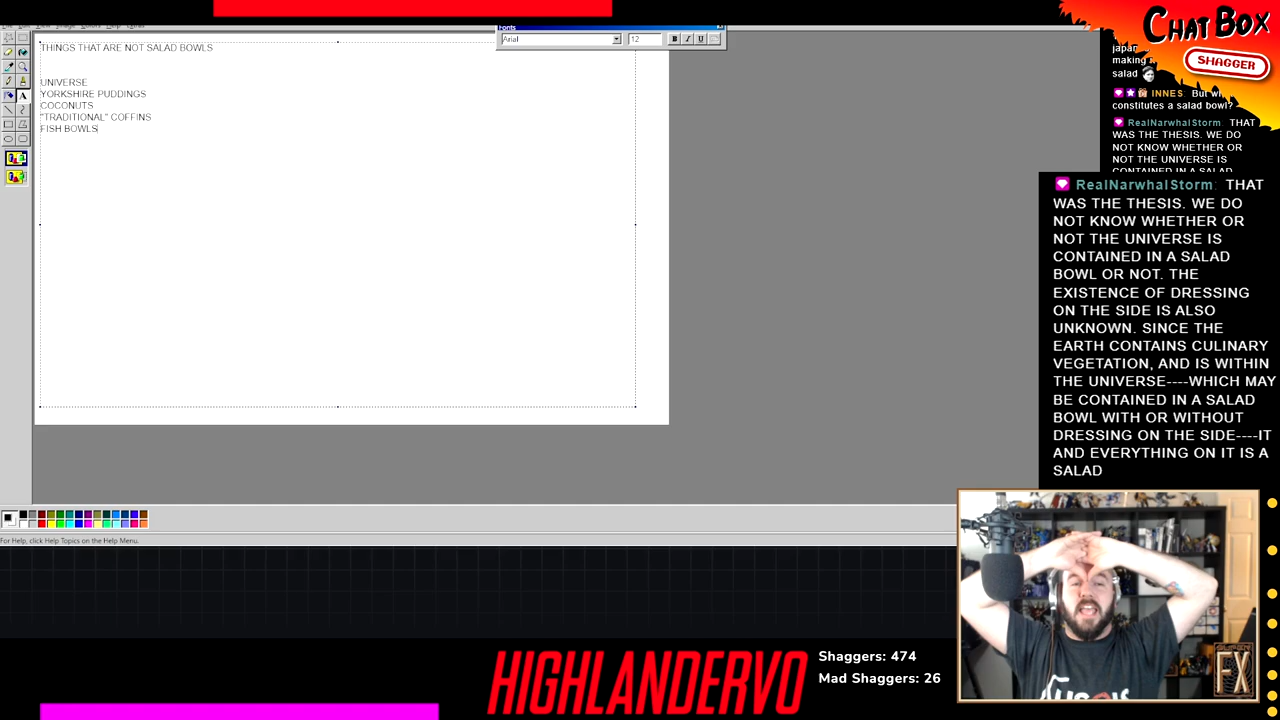 Fonts
Arial
12
B I U
THINGS THAT ARE NOT SALAD BOWLS
UNIVERSE
YORKSHIRE PUDDINGS
COCONUTS
"TRADITIONAL" COFFINS
FISH BOWLS
A
For Help, click Help Topics on the Help Menu.
CHAT BOX
SHAGGER
making
salad
INNES: But
constitutes a salad bowl?
RealNarwhalStorm: THAT
WAS THE THESIS. WE DO
NOT KNOW WHETHER OR
NOT THE UNIVERSE IS
CONTAINED IN A SALAD
RealNarwhalStorm: THAT
WAS THE THESIS. WE DO
NOT KNOW WHETHER OR
NOT THE UNIVERSE IS
CONTAINED IN A SALAD
BOWL OR NOT. THE
EXISTENCE OF DRESSING
ON THE SIDE IS ALSO
UNKNOWN. SINCE THE
EARTH CONTAINS CULINARY
VEGETATION, AND IS WITHIN
THE UNIVERSE----WHICH MAY
BE CONTAINED IN A SALAD
BOWL WITH OR WITHOUT
DRESSING ON THE SIDE----IT
AND EVERYTHING ON IT IS A
SALAD
FX
HIGHLANDERVO
Shaggers: 474
Mad Shaggers: 26